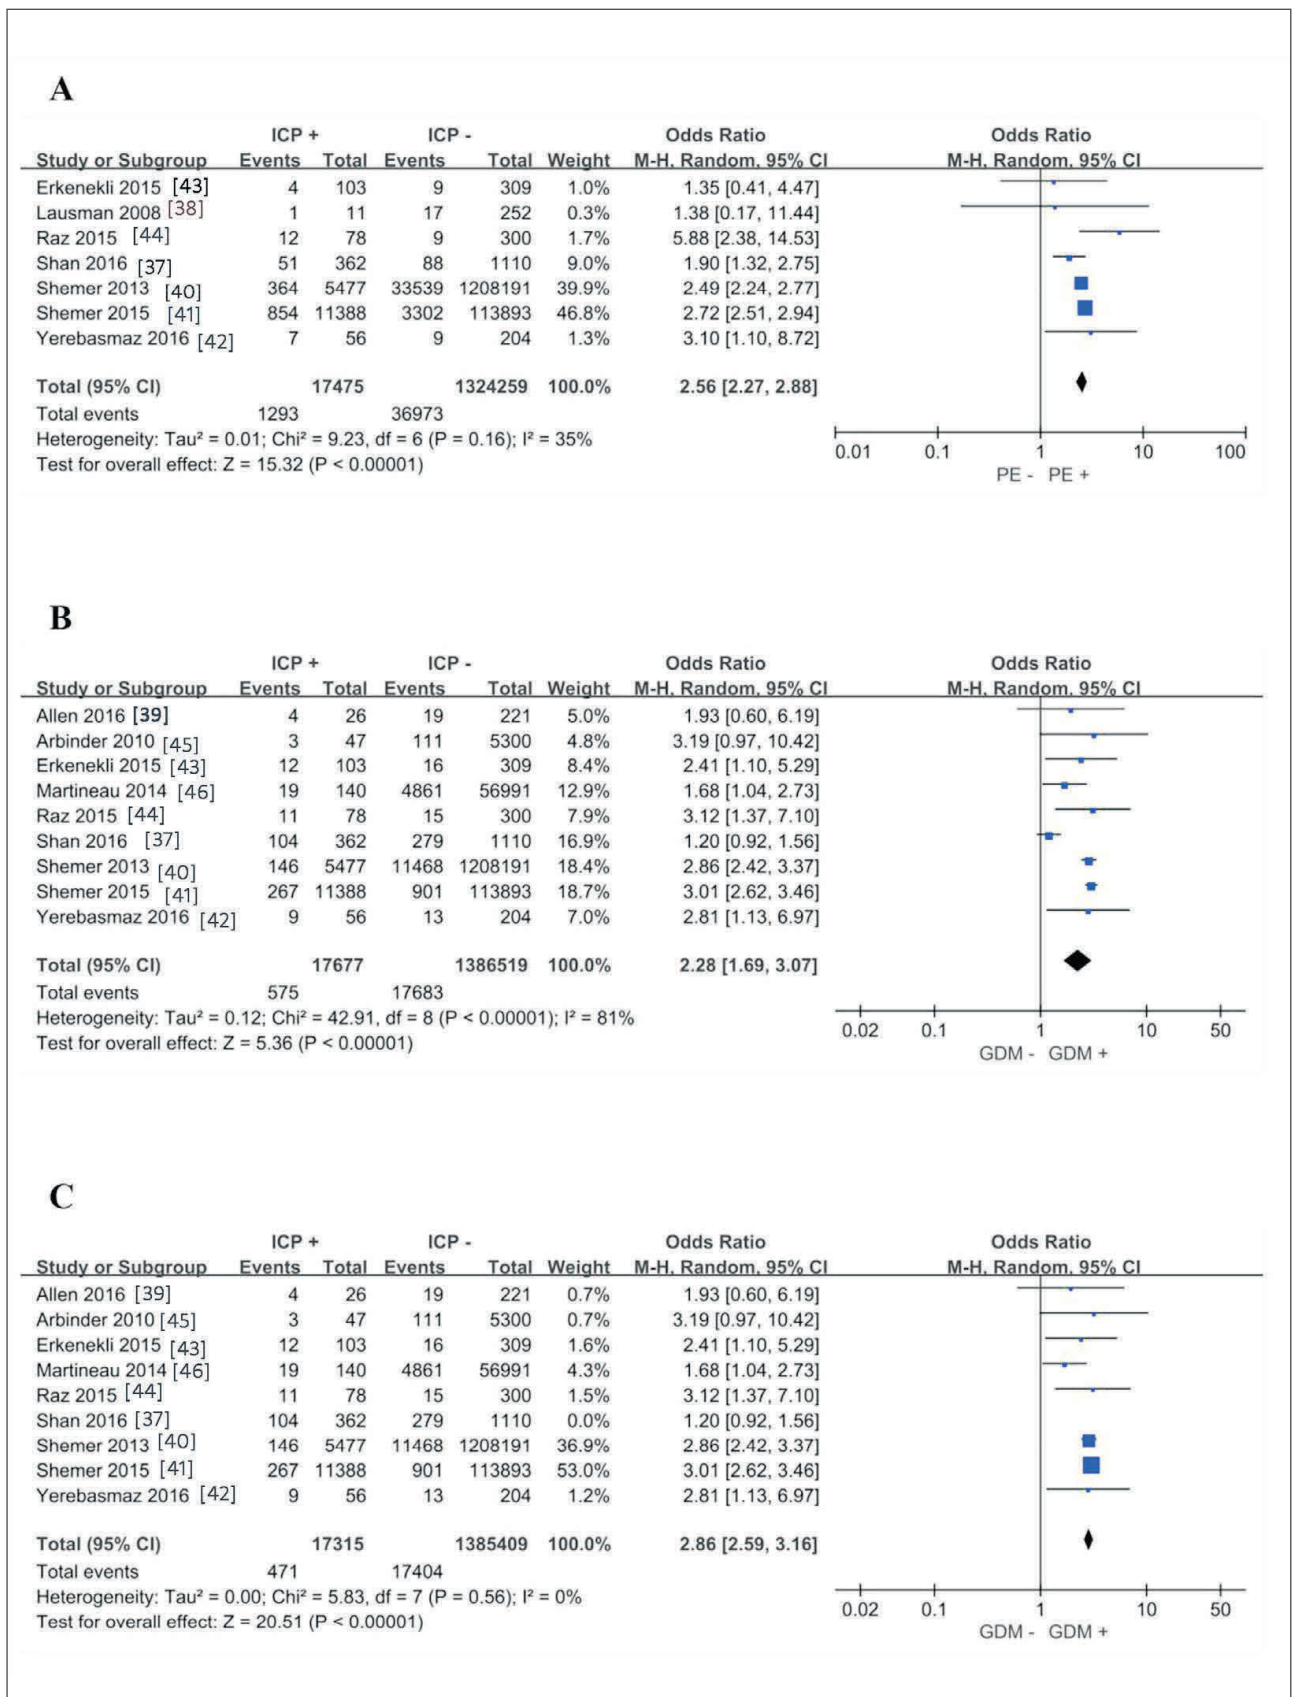 A
ICP + ICP - Odds Ratio Odds Ratio
Study or Subgroup Events Total Events Total Weight M-H, Random, 95% CI M-H, Random, 95% CI
Erkenekli 2015 [43] 4 103 9 309 1.0% 1.35 [0.41, 4.47]
Lausman 2008 [38] 1 11 17 252 0.3% 1.38 [0.17, 11.44]
Raz 2015 [44] 12 78 9 300 1.7% 5.88 [2.38, 14.53]
Shan 2016 [37] 51 362 88 1110 9.0% 1.90 [1.32, 2.75]
Shemer 2013 [40] 364 5477 33539 1208191 39.9% 2.49 [2.24, 2.77]
Shemer 2015 [41] 854 11388 3302 113893 46.8% 2.72 [2.51, 2.94]
Yerebasmaz 2016 [42] 7 56 9 204 1.3% 3.10 [1.10, 8.72]
Total (95% CI) 17475 1324259 100.0% 2.56 [2.27, 2.88]
Total events 1293 36973
Heterogeneity: Tau² = 0.01; Chi² = 9.23, df = 6 (P = 0.16); I² = 35%
Test for overall effect: Z = 15.32 (P < 0.00001)
0.01 0.1 1 10 100
PE - PE +
B
ICP + ICP - Odds Ratio Odds Ratio
Study or Subgroup Events Total Events Total Weight M-H, Random, 95% CI M-H, Random, 95% CI
Allen 2016 [39] 4 26 19 221 5.0% 1.93 [0.60, 6.19]
Arbinder 2010 [45] 3 47 111 5300 4.8% 3.19 [0.97, 10.42]
Erkenekli 2015 [43] 12 103 16 309 8.4% 2.41 [1.10, 5.29]
Martineau 2014 [46] 19 140 4861 56991 12.9% 1.68 [1.04, 2.73]
Raz 2015 [44] 11 78 15 300 7.9% 3.12 [1.37, 7.10]
Shan 2016 [37] 104 362 279 1110 16.9% 1.20 [0.92, 1.56]
Shemer 2013 [40] 146 5477 11468 1208191 18.4% 2.86 [2.42, 3.37]
Shemer 2015 [41] 267 11388 901 113893 18.7% 3.01 [2.62, 3.46]
Yerebasmaz 2016 [42] 9 56 13 204 7.0% 2.81 [1.13, 6.97]
Total (95% CI) 17677 1386519 100.0% 2.28 [1.69, 3.07]
Total events 575 17683
Heterogeneity: Tau² = 0.12; Chi² = 42.91, df = 8 (P < 0.00001); I² = 81%
Test for overall effect: Z = 5.36 (P < 0.00001)
0.02 0.1 1 10 50
GDM - GDM +
C
ICP + ICP - Odds Ratio Odds Ratio
Study or Subgroup Events Total Events Total Weight M-H, Random, 95% CI M-H, Random, 95% CI
Allen 2016 [39] 4 26 19 221 0.7% 1.93 [0.60, 6.19]
Arbinder 2010 [45] 3 47 111 5300 0.7% 3.19 [0.97, 10.42]
Erkenekli 2015 [43] 12 103 16 309 1.6% 2.41 [1.10, 5.29]
Martineau 2014 [46] 19 140 4861 56991 4.3% 1.68 [1.04, 2.73]
Raz 2015 [44] 11 78 15 300 1.5% 3.12 [1.37, 7.10]
Shan 2016 [37] 104 362 279 1110 0.0% 1.20 [0.92, 1.56]
Shemer 2013 [40] 146 5477 11468 1208191 36.9% 2.86 [2.42, 3.37]
Shemer 2015 [41] 267 11388 901 113893 53.0% 3.01 [2.62, 3.46]
Yerebasmaz 2016 [42] 9 56 13 204 1.2% 2.81 [1.13, 6.97]
Total (95% CI) 17315 1385409 100.0% 2.86 [2.59, 3.16]
Total events 471 17404
Heterogeneity: Tau² = 0.00; Chi² = 5.83, df = 7 (P = 0.56); I² = 0%
Test for overall effect: Z = 20.51 (P < 0.00001)
0.02 0.1 1 10 50
GDM - GDM +